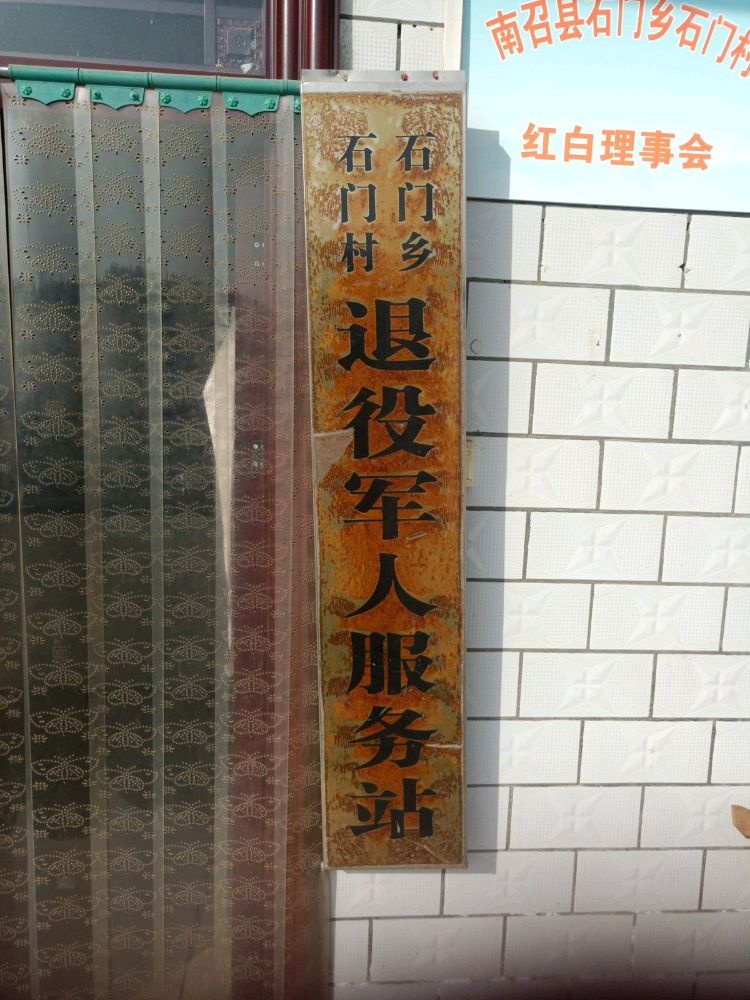 石门乡
石门村
退役军人服务站
南召县石门乡石门村
红白理事会